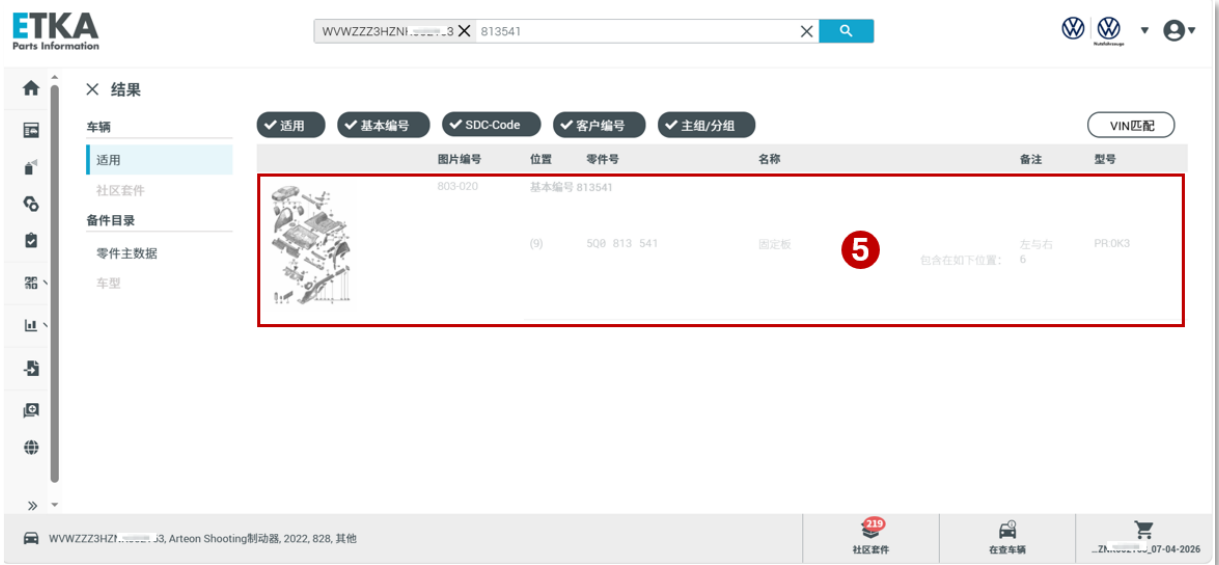 ETKA
Parts Information
813541
结果
车辆
适用
社区套件
备件目录
零件主数据
车型
适用 基本编号 SDC-Code 客户编号 主组/分组 VIN匹配
图片编号 位置 零件号 名称 备注 型号
803-020 基本编号 813541
(9) 5Q0 813 541 固定板 左与右 PR.0K3
包含在如下位置： 6
5
Arteon Shooting制动器, 2022, 828, 其他
219
社区套件
在查车辆
_07-04-2026
Nutzfahrzeuge